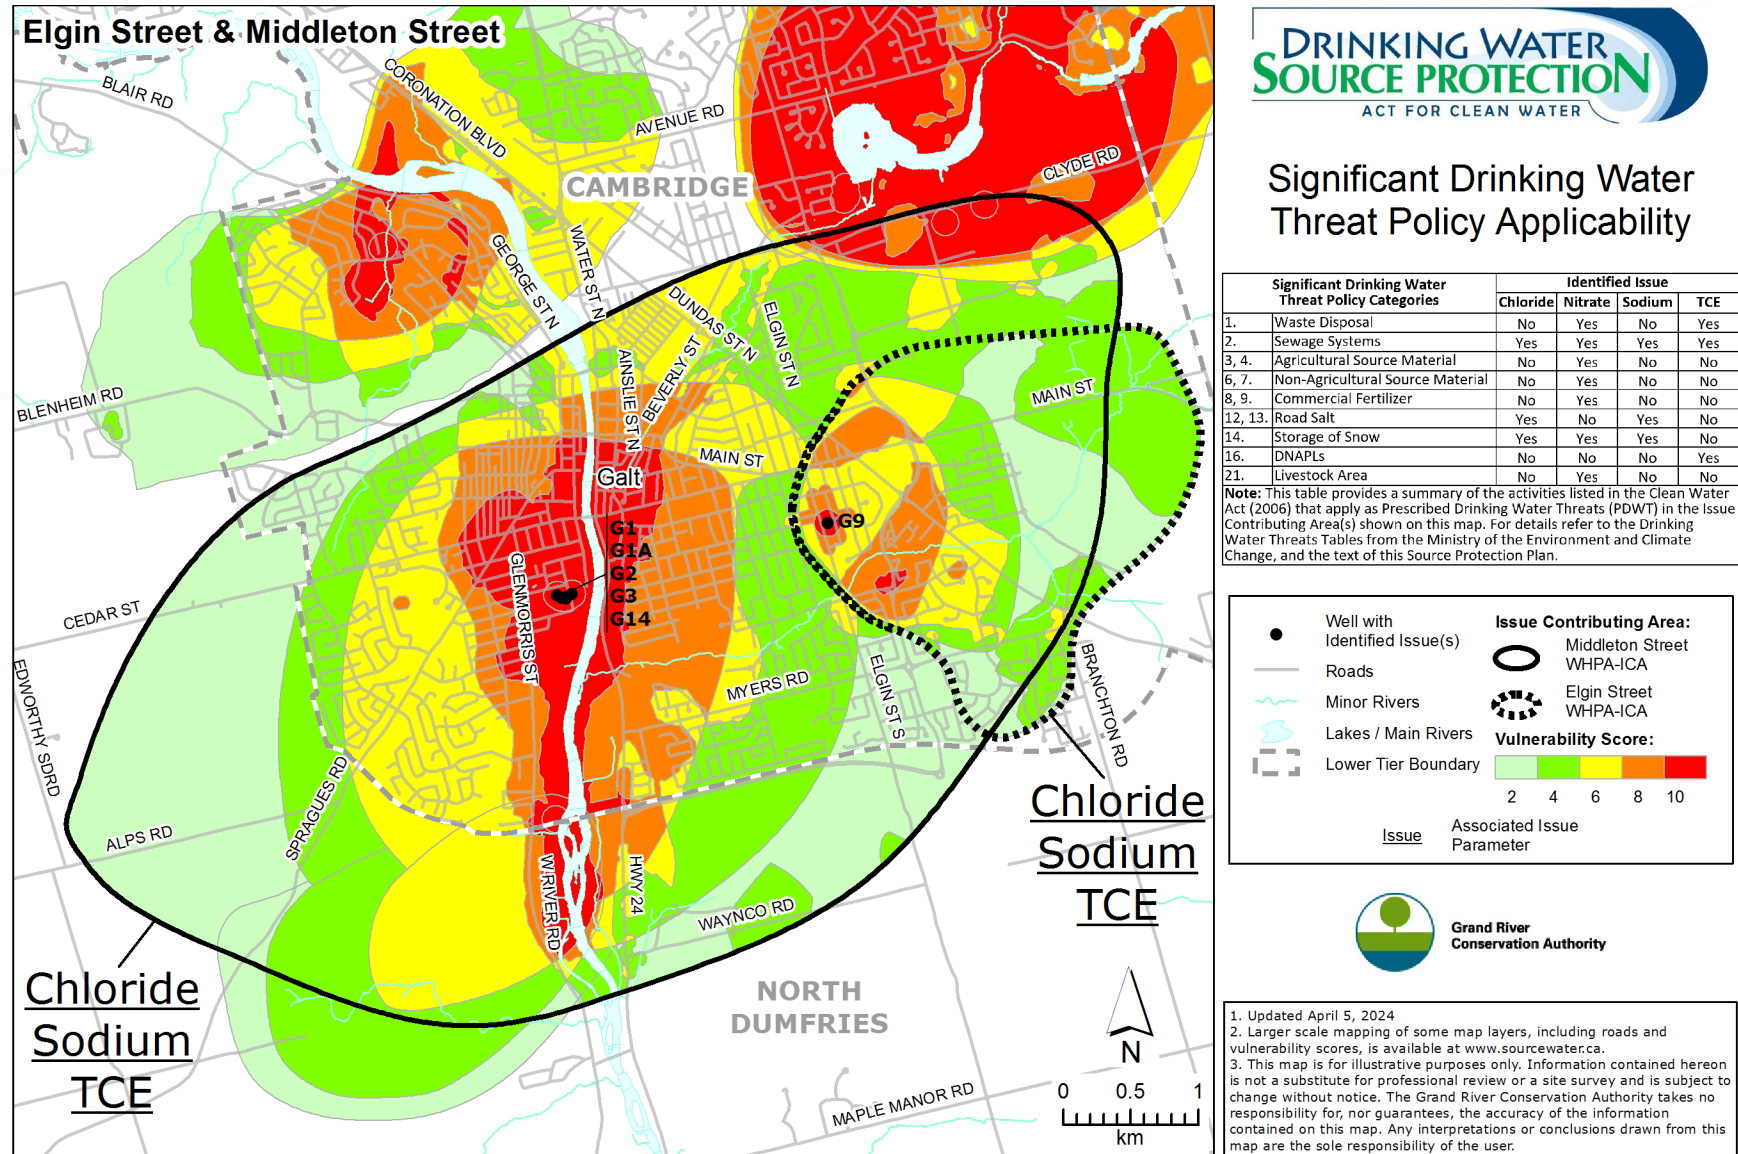 Elgin Street & Middleton Street
BLAIR RD
CORONATION BLVD
AVENUE RD
CLYDE RD
CAMBRIDGE
GEORGE ST N
WATER ST N
DUNDAS ST N
ELGIN ST N
AINSLIE ST N
BEVERLY ST
BLENHEIM RD
MAIN ST
MAIN ST
Galt
G1
G1A
G2
G3
G14
G9
GLENMORRIS ST
CEDAR ST
EDWORTHY SDRD
MYERS RD
ELGIN ST S
BRANCHTON RD
SPRAGUES RD
ALPS RD
W.RIVER RD
HWY 24
WAYNCO RD
Chloride
Sodium
TCE
Chloride
Sodium
TCE
NORTH
DUMFRIES
MAPLE MANOR RD
N
0 0.5 1
km
DRINKING WATER
SOURCE PROTECTION
ACT FOR CLEAN WATER
Significant Drinking Water
Threat Policy Applicability
Significant Drinking Water
Threat Policy Categories
Identified Issue
Chloride Nitrate Sodium TCE
1. Waste Disposal No Yes No Yes
2. Sewage Systems Yes Yes Yes Yes
3, 4. Agricultural Source Material No Yes No No
6, 7. Non-Agricultural Source Material No Yes No No
8, 9. Commercial Fertilizer No Yes No No
12, 13. Road Salt Yes No Yes No
14. Storage of Snow Yes Yes Yes No
16. DNAPLs No No No Yes
21. Livestock Area No Yes No No
Note: This table provides a summary of the activities listed in the Clean Water
Act (2006) that apply as Prescribed Drinking Water Threats (PDWT) in the Issue
Contributing Area(s) shown on this map. For details refer to the Drinking
Water Threats Tables from the Ministry of the Environment and Climate
Change, and the text of this Source Protection Plan.
Well with
Identified Issue(s)
Roads
Minor Rivers
Lakes / Main Rivers
Lower Tier Boundary
Issue Contributing Area:
Middleton Street
WHPA-ICA
Elgin Street
WHPA-ICA
Vulnerability Score:
2 4 6 8 10
Issue
Associated Issue
Parameter
Grand River
Conservation Authority
1. Updated April 5, 2024
2. Larger scale mapping of some map layers, including roads and
vulnerability scores, is available at www.sourcewater.ca.
3. This map is for illustrative purposes only. Information contained hereon
is not a substitute for professional review or a site survey and is subject to
change without notice. The Grand River Conservation Authority takes no
responsibility for, nor guarantees, the accuracy of the information
contained on this map. Any interpretations or conclusions drawn from this
map are the sole responsibility of the user.